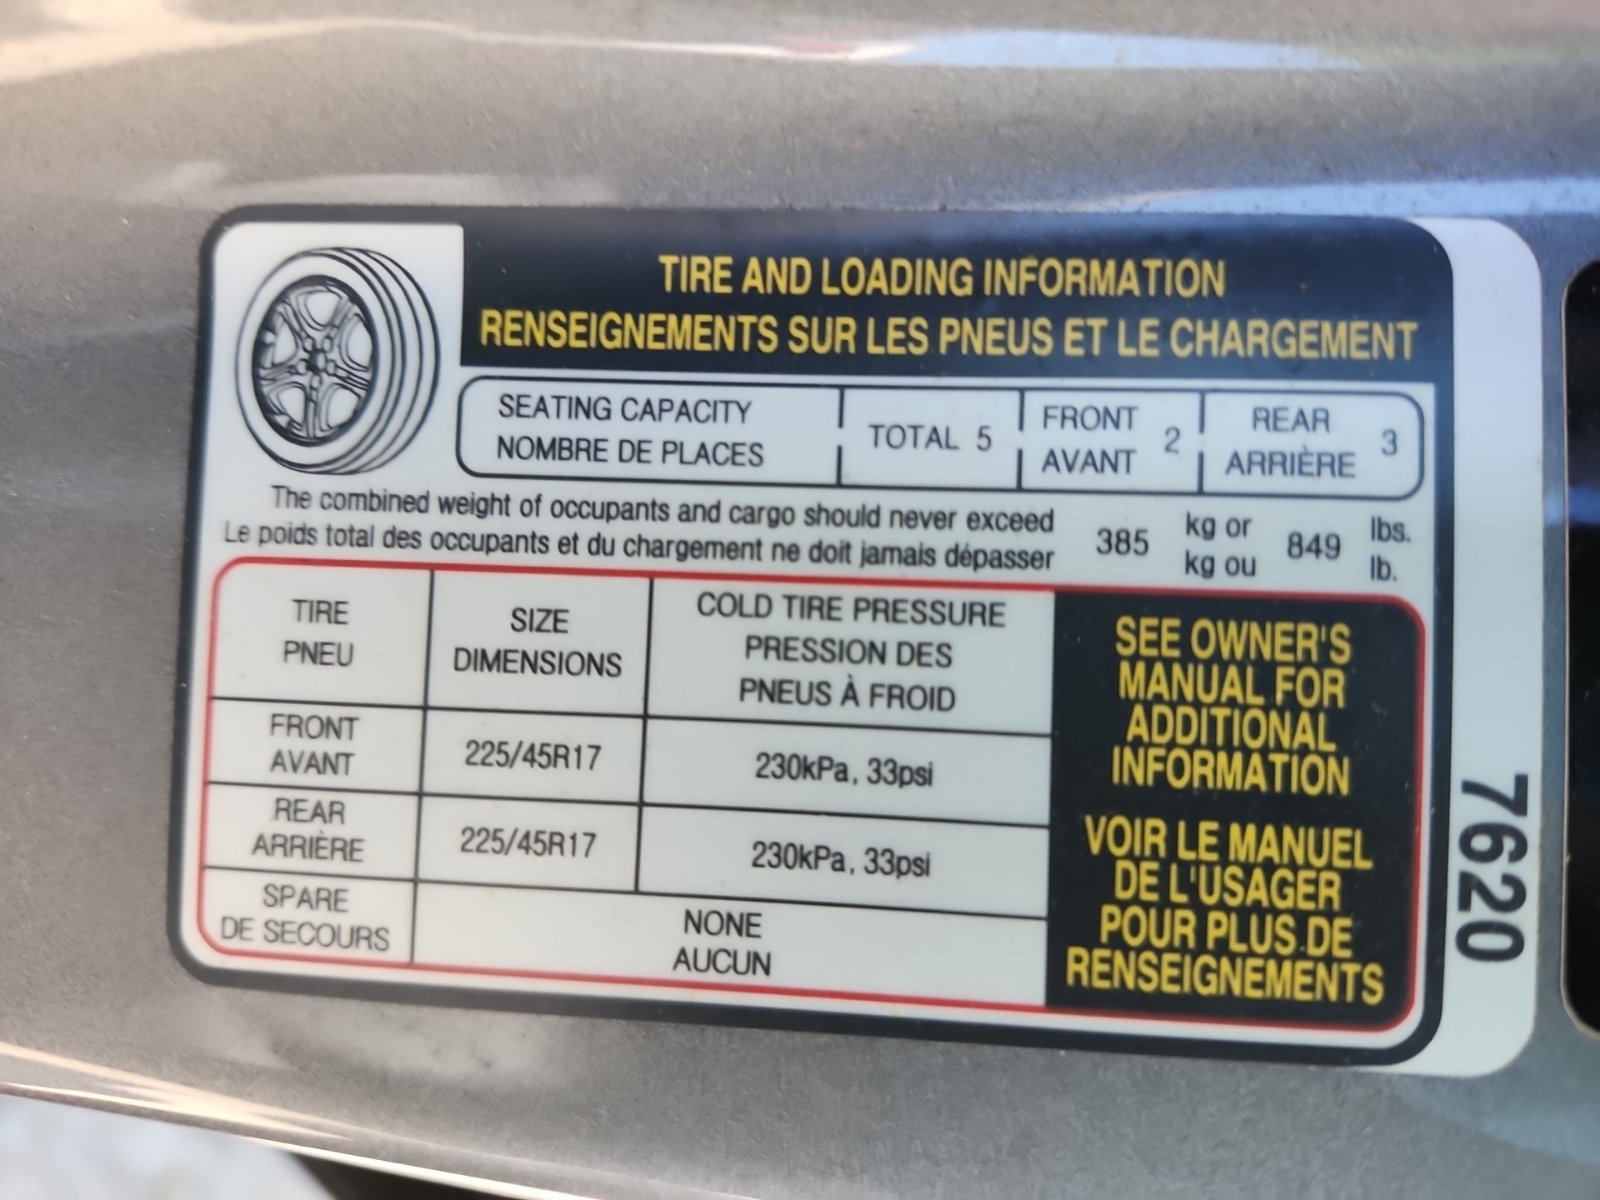 TIRE AND LOADING INFORMATION
RENSEIGNEMENTS SUR LES PNEUS ET LE CHARGEMENT
SEATING CAPACITY
NOMBRE DE PLACES
TOTAL 5
FRONT
AVANT
2
REAR
ARRIÈRE
3
The combined weight of occupants and cargo should never exceed
Le poids total des occupants et du chargement ne doit jamais dépasser
385
kg or
kg ou
849
lbs.
lb.
TIRE
PNEU
SIZE
DIMENSIONS
COLD TIRE PRESSURE
PRESSION DES
PNEUS À FROID
FRONT
AVANT
225/45R17
230kPa, 33psi
REAR
ARRIÈRE
225/45R17
230kPa, 33psi
SPARE
DE SECOURS
NONE
AUCUN
SEE OWNER'S
MANUAL FOR
ADDITIONAL
INFORMATION
VOIR LE MANUEL
DE L'USAGER
POUR PLUS DE
RENSEIGNEMENTS
7620